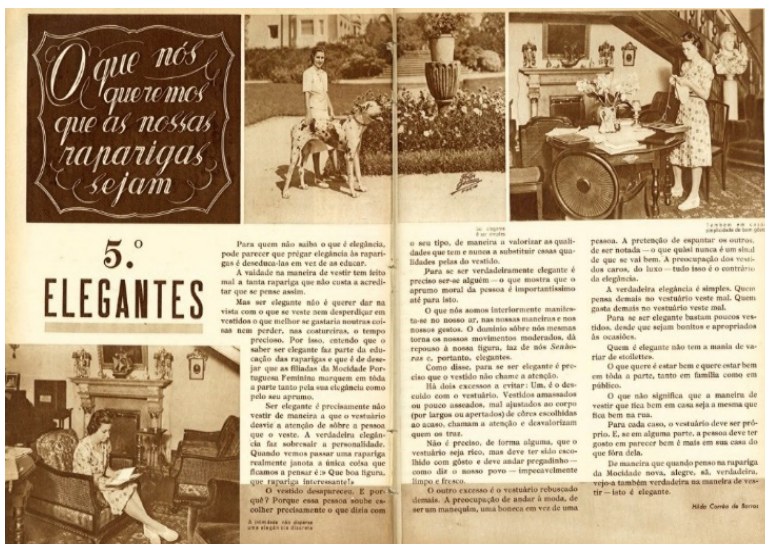 O que nós
queremos
que as nossas
raparigas
sejam
5.º
ELEGANTES
Para quem não saiba o que é elegância,
pode parecer que prégar elegância às rapari-
gas é deseducá-las em vez de as educar.
A vaidade na maneira de vestir tem feito
mal a tanta rapariga que não custa a acredi-
tar que se pense assim.
Mas ser elegante não é querer dar na
vista com o que se veste nem desperdiçar em
vestidos o que melhor se gastaria noutras coi-
sas nem perder, nas costureiras, o tempo
precioso. Por isso, entendo que o
saber ser elegante faz parte da edu-
cação das raparigas e que é de dese-
jar que as filiadas da Mocidade Por-
tuguesa Feminina marquem em tôda
a parte tanto pela sua elegância como
pelo seu aprumo.
Ser elegante é precisamente não
vestir de maneira a que o vestuário
desvie a atenção de sôbre a pessoa
que o veste. A verdadeira elegân-
cia faz sobresair a personalidade.
Quando vemos passar uma rapariga
realmente janota a única coisa que
ficamos a pensar é:» Que boa figura,
que rapariga interessante!»
O vestido desapareceu. E por-
quê? Porque essa pessoa soube es-
colher precisamente o que dizia com
A intimidade não dispensa
uma elegância discreta
Ser elegante
é ser simples
o seu tipo, de maneira a valorizar as quali-
dades que tem e nunca a substituir essas qua-
lidades pelas do vestido.
Para se ser verdadeiramente elegante é
preciso ser-se alguém — o que mostra que o
aprumo moral da pessoa é importantíssimo
até para isto.
O que nós somos interiormente manifes-
ta-se no nosso ar, nas nossas maneiras e nos
nossos gestos. O domínio sôbre nós mesmas
torna os nossos movimentos moderados, dá
repouso à nossa figura, faz de nós Senho-
ras e, portanto, elegantes.
Como disse, para se ser elegante é pre-
ciso que o vestido não chame a atenção.
Há dois excessos a evitar: Um, é o des-
cuido com o vestuário. Vestidos amassados
ou pouco asseados, mal ajustados ao corpo
(por largos ou apertados) de côres escolhidas
ao acaso, chamam a atenção e desvalorizam
quem os traz.
Não é preciso, de forma alguma, que o
vestuário seja rico, mas deve ter sido esco-
lhido com gôsto e deve andar pregadinho —
como diz o nosso povo — impecavelmente
limpo e fresco.
O outro excesso é o vestuário rebuscado
demais. A preocupação de andar à moda, de
ser um manequim, uma boneca em vez de uma
Também em casa
simplicidade de bom gôsto
pessoa. A pretenção de espantar os outros,
de ser notada — o que quási nunca é um sinal
de que se vai bem. A preocupação dos vesti-
dos caros, do luxo — tudo isso é o contrário
da elegância.
A verdadeira elegância é simples. Quem
pensa demais no vestuário veste mal. Quem
gasta demais no vestuário veste mal.
Para se ser elegante bastam poucos ves-
tidos, desde que sejam bonitos e apropriados
às ocasiões.
Quem é elegante não tem a mania de va-
riar de «toilettes».
O que quere é estar bem e quere estar bem
em tôda a parte, tanto em família como em
público.
O que não significa que a maneira de
vestir que fica bem em casa seja a mesma que
fica bem na rua.
Para cada caso, o vestuário deve ser pró-
prio. E, se em alguma parte, a pessoa deve ter
gosto em parecer bem é mais em sua casa do
que fóra dela.
De maneira que quando penso na rapariga
da Mocidade nova, alegre, sã, verdadeira,
vejo-a também verdadeira na maneira de ves-
tir — isto é elegante.
Hilda Corrêa de Barros